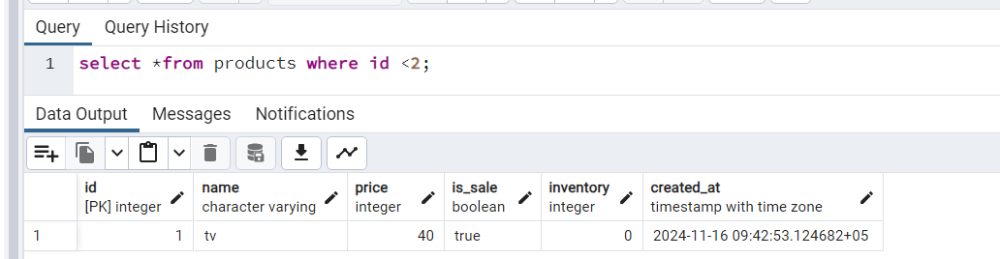 Query Query History
1 select *from products where id <2;
Data Output Messages Notifications
id name price is_sale inventory created_at
[PK] integer character varying integer boolean integer timestamp with time zone
1 1 tv 40 true 0 2024-11-16 09:42:53.124682+05